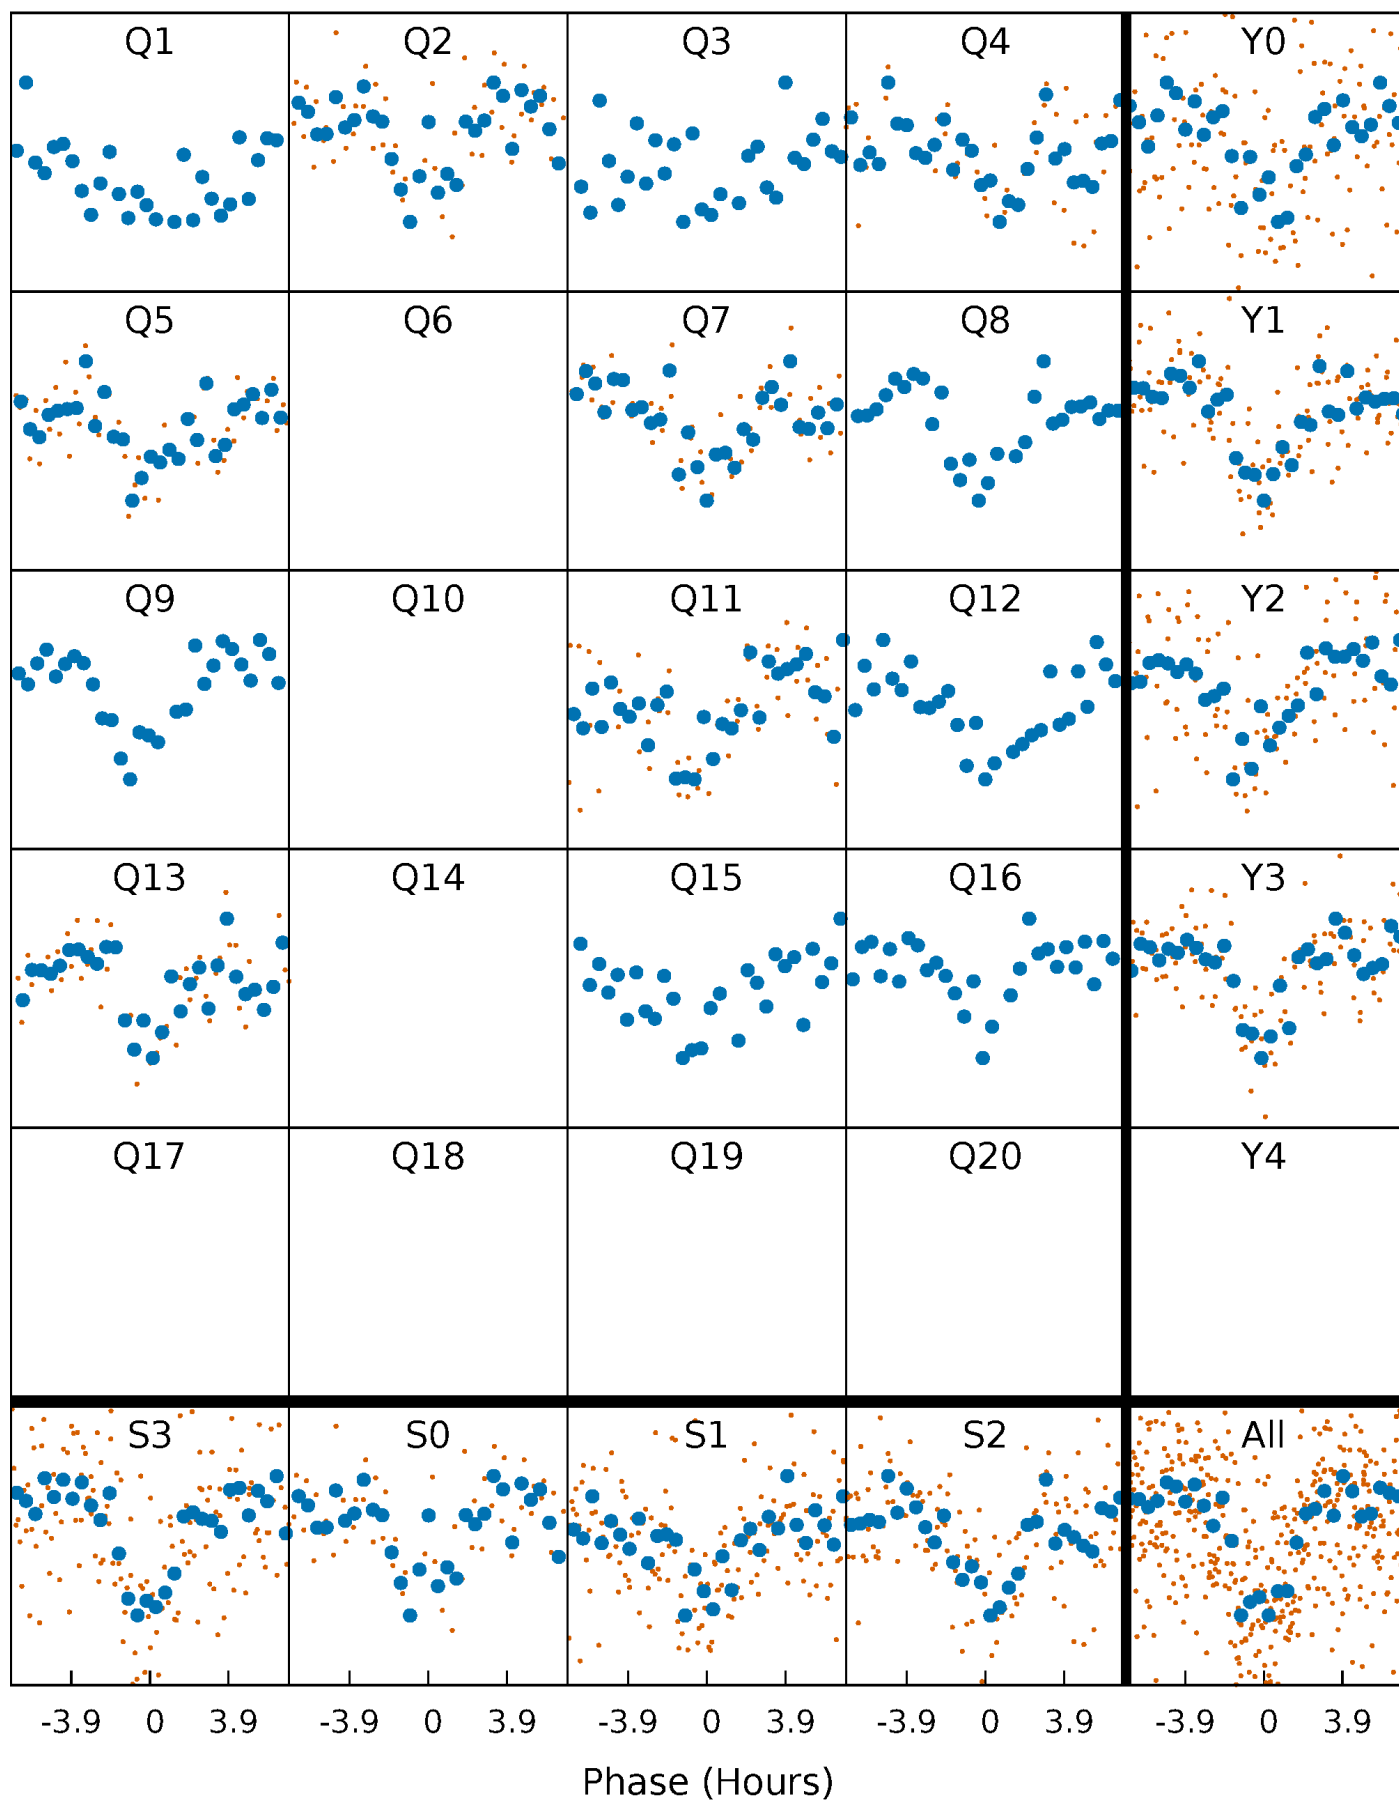 Q1 Q2 Q3 Q4 Y0
Q5 Q6 Q7 Q8 Y1
Q9 Q10 Q11 Q12 Y2
Q13 Q14 Q15 Q16 Y3
Q17 Q18 Q19 Q20 Y4
S3 S0 S1 S2 All
-3.9 0 3.9 -3.9 0 3.9 -3.9 0 3.9 -3.9 0 3.9 -3.9 0 3.9
Phase (Hours)